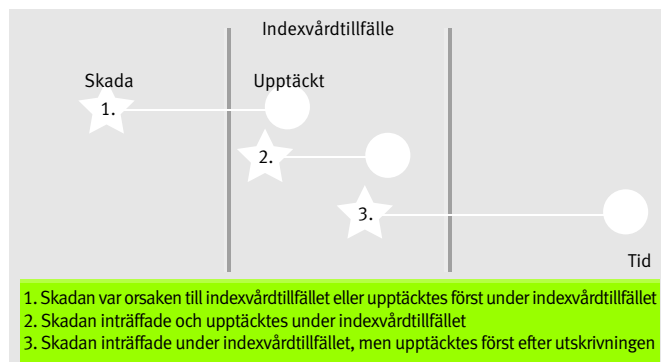 Indexvårdtillfälle
Skada
Upptäckt
1.
2.
3.
Tid
1. Skadan var orsaken till indexvårdtillfället eller upptäcktes först under indexvårdtillfället
2. Skadan inträffade och upptäcktes under indexvårdtillfället
3. Skadan inträffade under indexvårdtillfället, men upptäcktes först efter utskrivningen